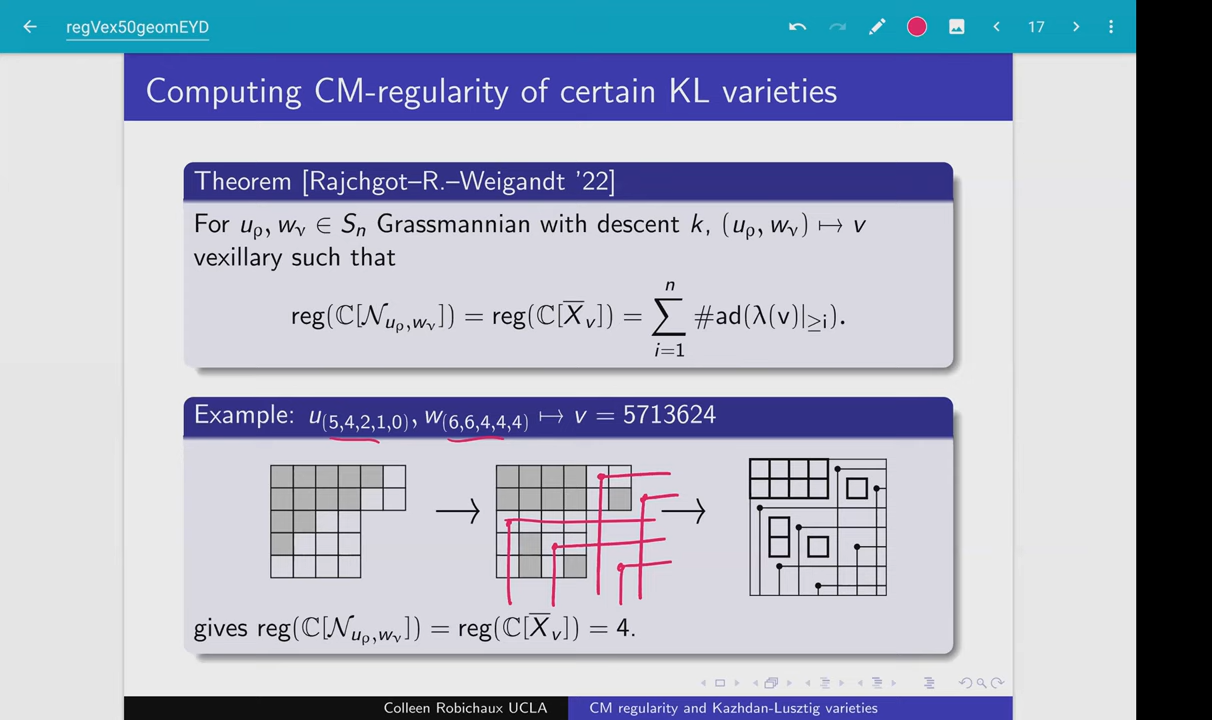 regVex50geomEYD
17
Computing CM-regularity of certain KL varieties
Theorem [Rajchgot–R.–Weigandt '22]
For u_ρ, w_ν ∈ S_n Grassmannian with descent k, (u_ρ, w_ν) ↦ v
vexillary such that
reg(ℂ[𝒩_{u_ρ,w_ν}]) = reg(ℂ[X̅_v]) = ∑_{i=1}^{n} #ad(λ(v)|_{≥i}).
Example: u_{(5,4,2,1,0)}, w_{(6,6,4,4,4)} ↦ v = 5713624
gives reg(ℂ[𝒩_{u_ρ,w_ν}]) = reg(ℂ[X̅_v]) = 4.
Colleen Robichaux UCLA
CM regularity and Kazhdan-Lusztig varieties